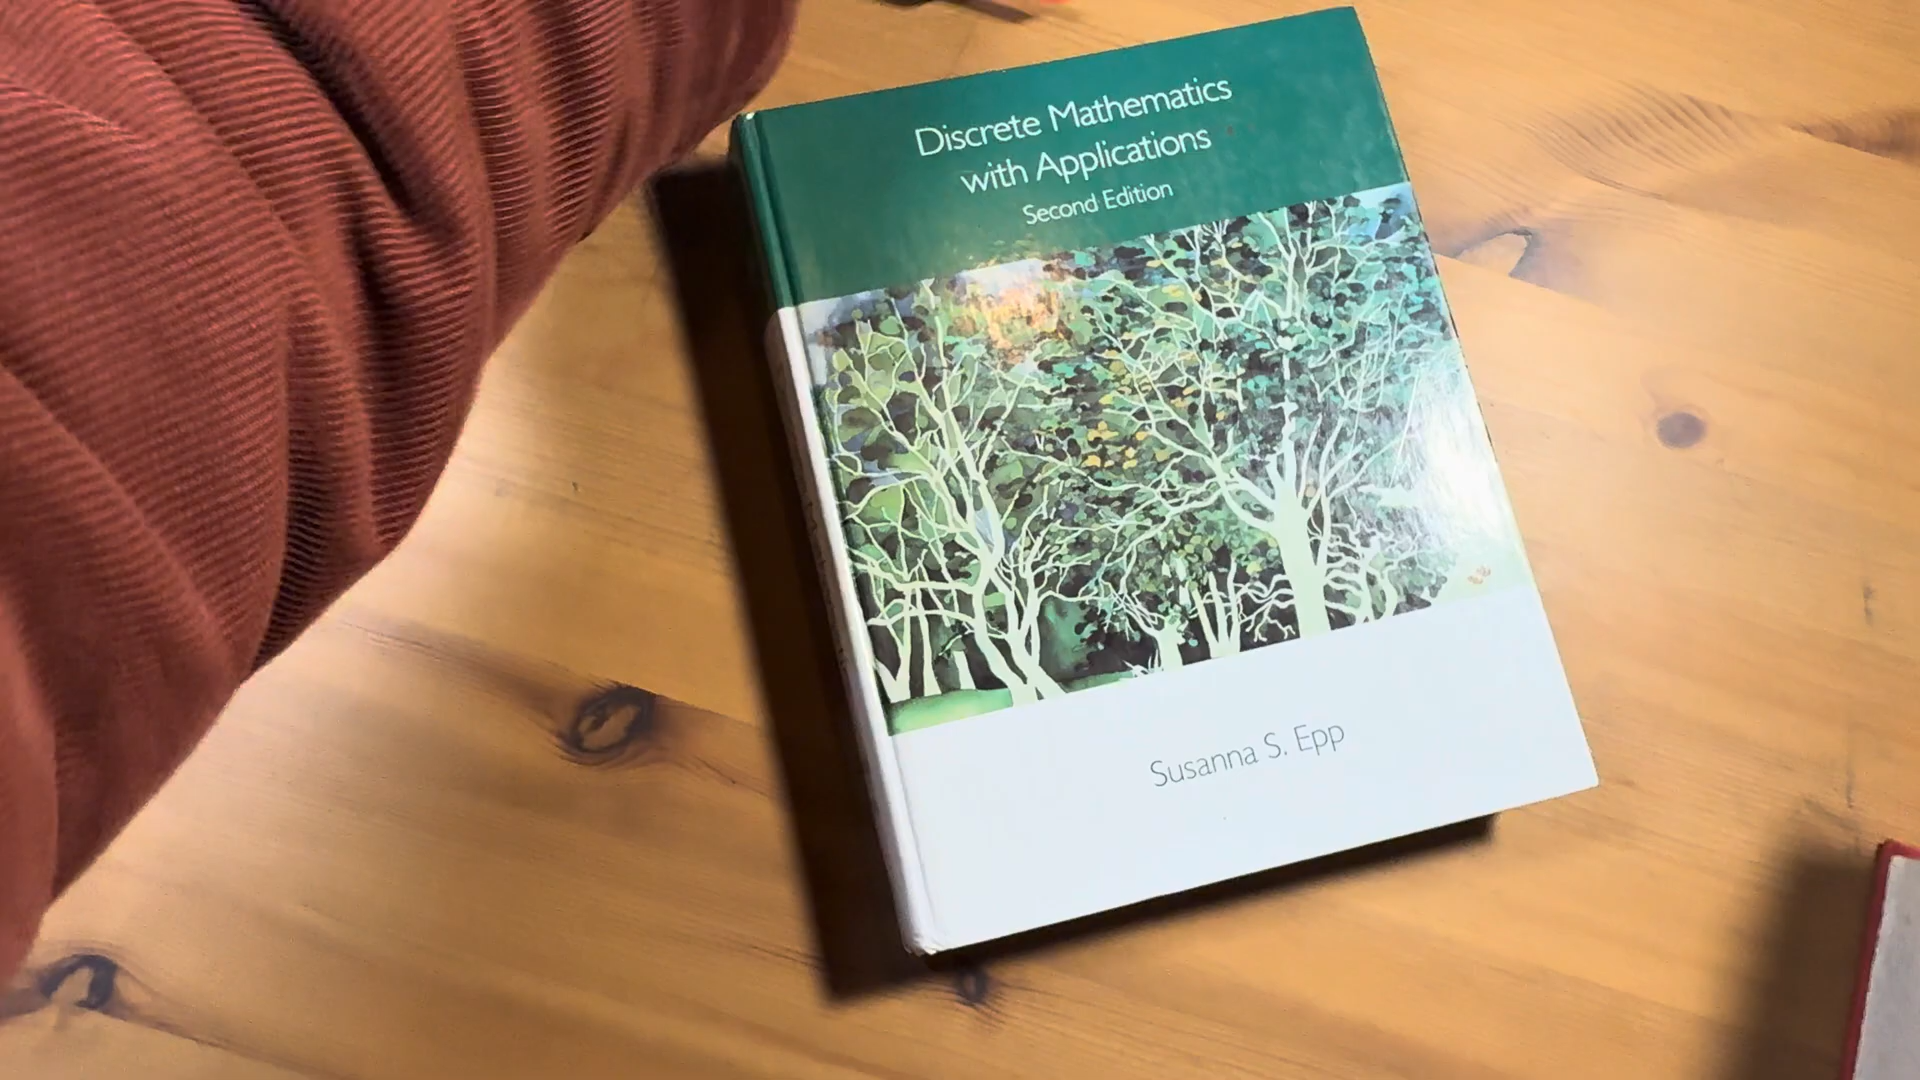 Discrete Mathematics
with Applications
Second Edition
Susanna S. Epp